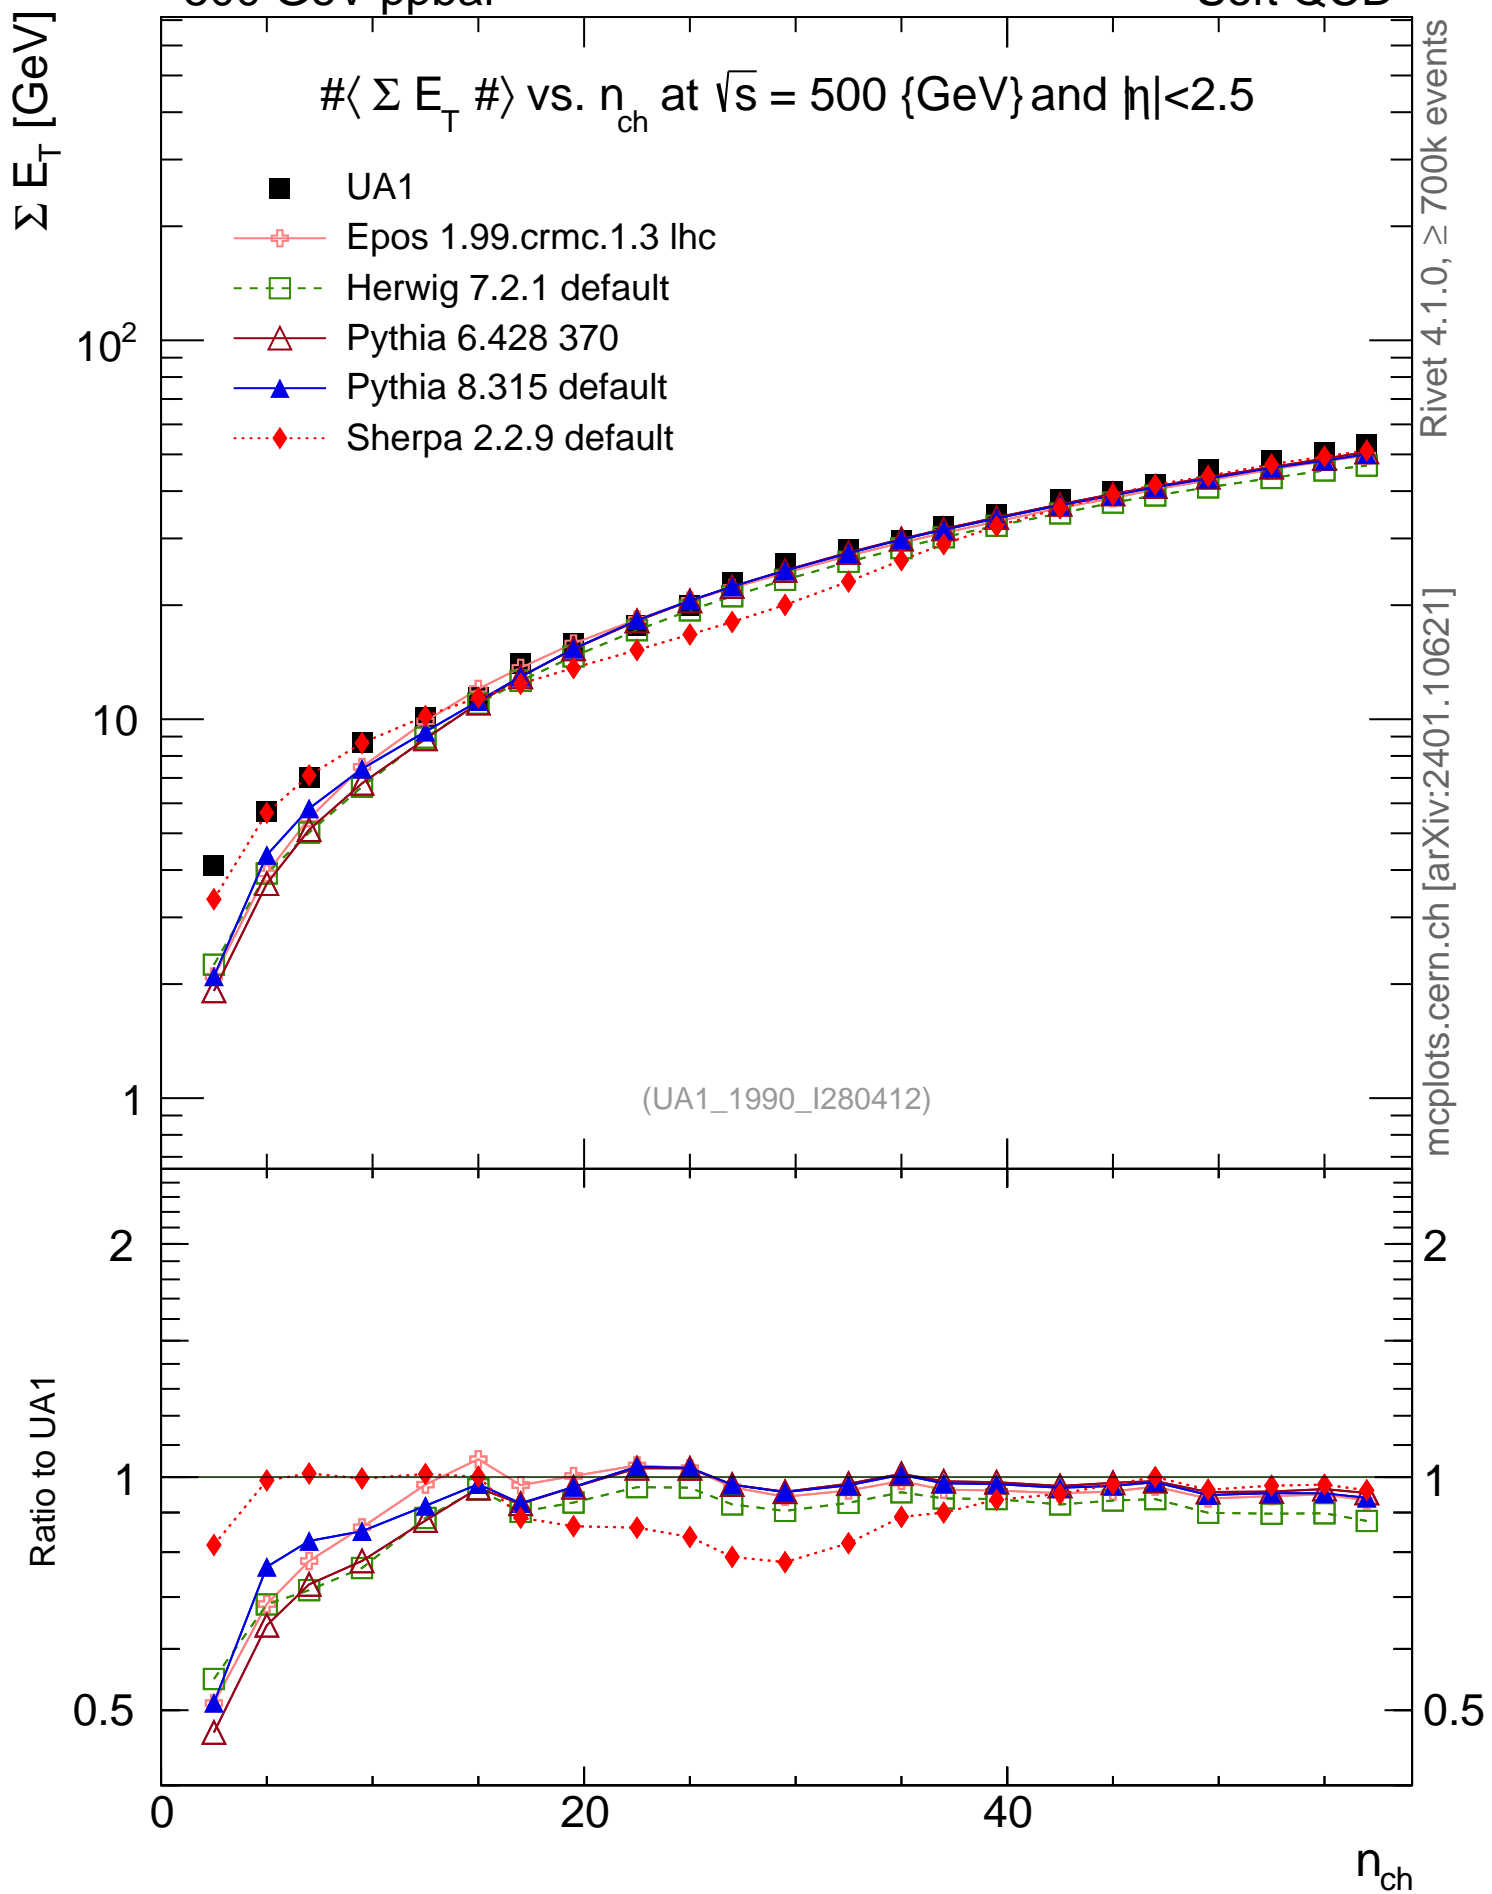 Σ E_T [GeV]
#⟨ Σ E_T #⟩ vs. n_ch at √s = 500 {GeV} and |η|<2.5
UA1
Epos 1.99.crmc.1.3 lhc
Herwig 7.2.1 default
Pythia 6.428 370
Pythia 8.315 default
Sherpa 2.2.9 default
10²
10
1
(UA1_1990_I280412)
Rivet 4.1.0, ≥ 700k events
mcplots.cern.ch [arXiv:2401.10621]
Ratio to UA1
2
1
0.5
2
1
0.5
0
20
40
n_ch